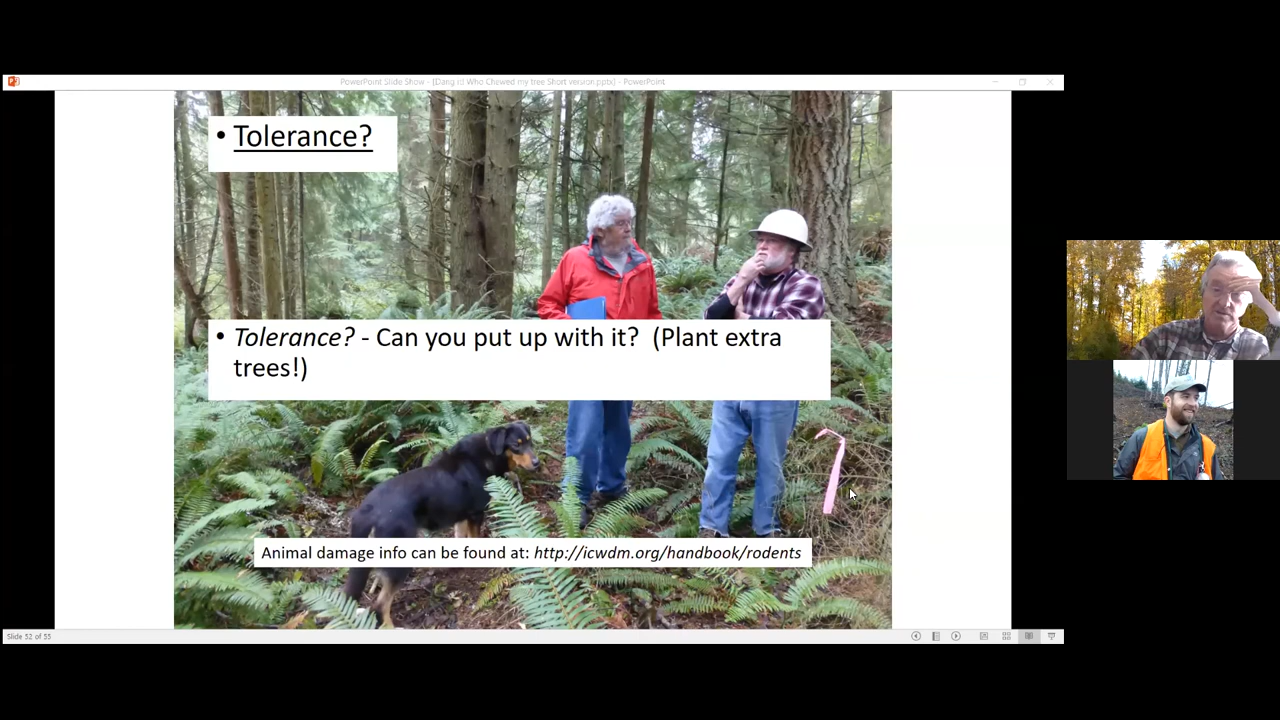 PowerPoint Slide Show - [Dang it! Who Chewed my tree Short version.pptx] - PowerPoint
• Tolerance?
• Tolerance? - Can you put up with it? (Plant extra
trees!)
Animal damage info can be found at: http://icwdm.org/handbook/rodents
Slide 52 of 55